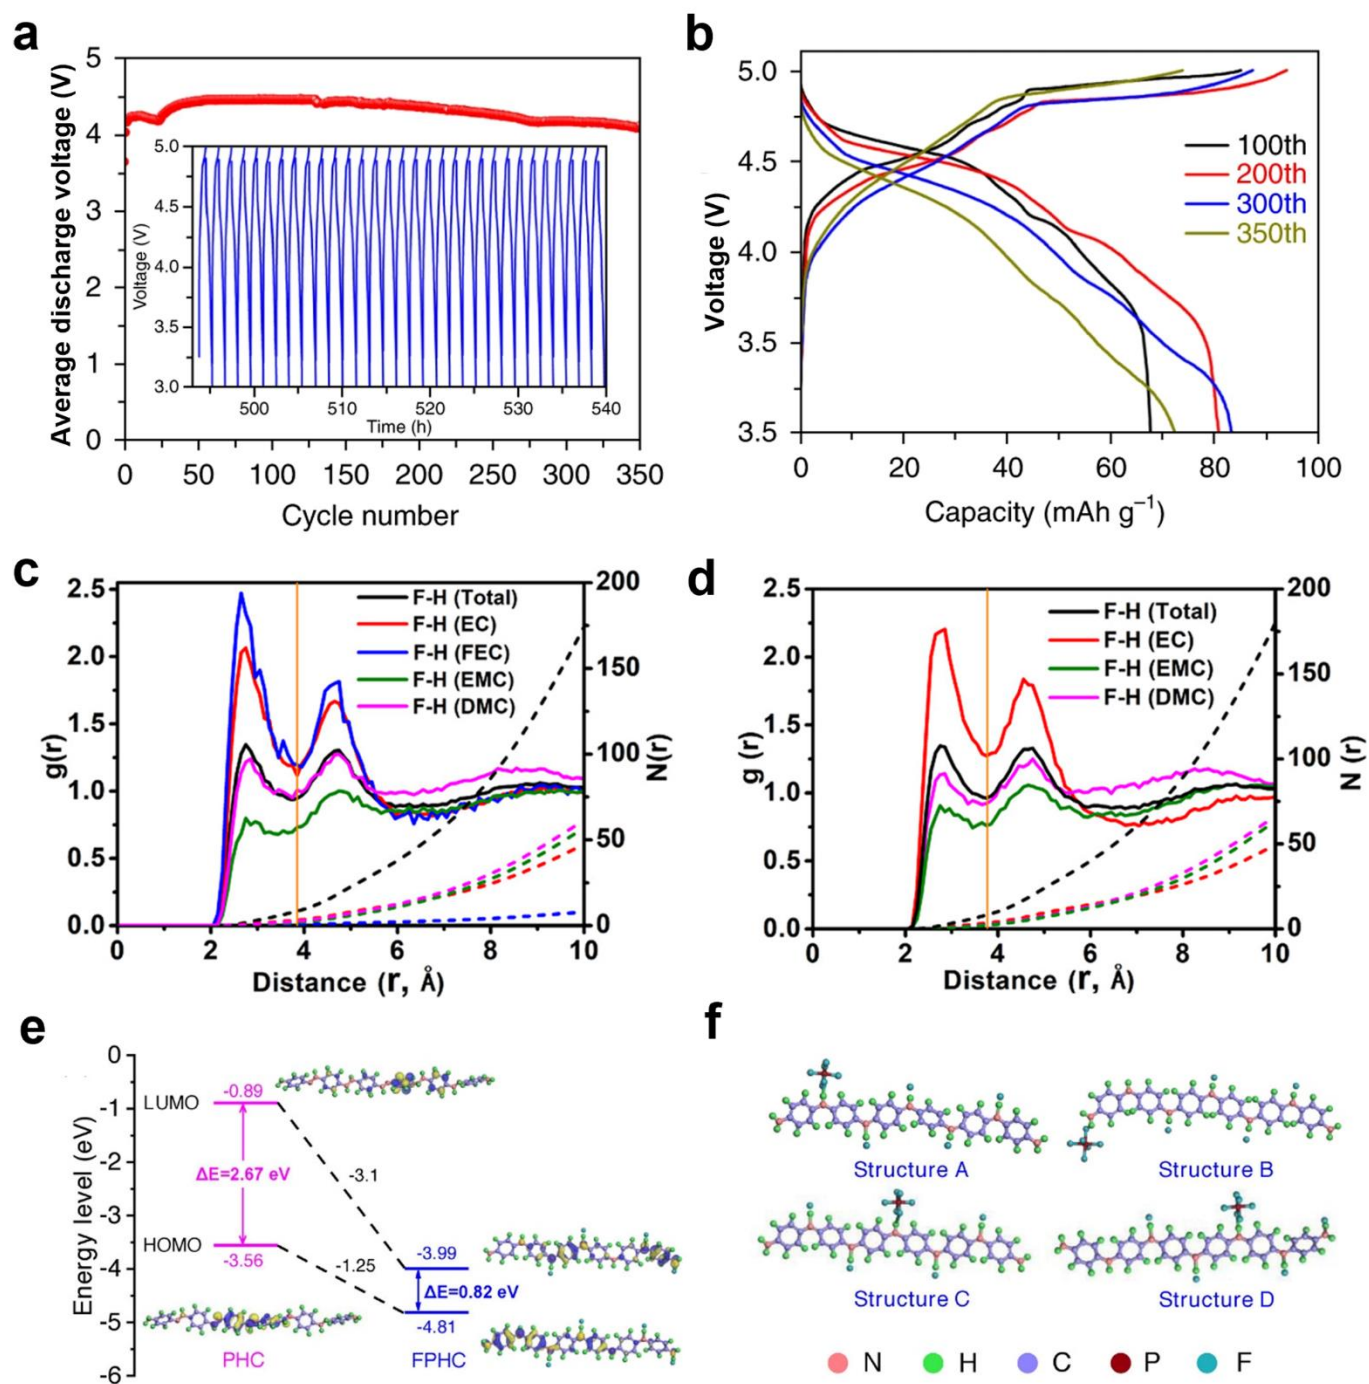 a
Average discharge voltage (V)
5
4
3
2
1
0
0 50 100 150 200 250 300 350
Cycle number
Voltage (V)
5.0
4.5
4.0
3.5
3.0
500 510 520 530 540
Time (h)
b
Voltage (V)
5.0
4.5
4.0
3.5
3.5
100th
200th
300th
350th
0 20 40 60 80 100
Capacity (mAh g⁻¹)
c
g(r)
2.5
2.0
1.5
1.0
0.5
0.0
F-H (Total)
F-H (EC)
F-H (FEC)
F-H (EMC)
F-H (DMC)
200
150
100
50
0
N(r)
0 2 4 6 8 10
Distance (r, Å)
d
g (r)
2.5
2.0
1.5
1.0
0.5
0.0
F-H (Total)
F-H (EC)
F-H (EMC)
F-H (DMC)
200
150
100
50
0
N (r)
0 2 4 6 8 10
Distance (r, Å)
e
Energy level (eV)
0
-1
-2
-3
-4
-5
-6
LUMO
-0.89
ΔE=2.67 eV
HOMO
-3.56
-3.1
-1.25
-3.99
ΔE=0.82 eV
-4.81
PHC
FPHC
f
Structure A
Structure B
Structure C
Structure D
N H C P F